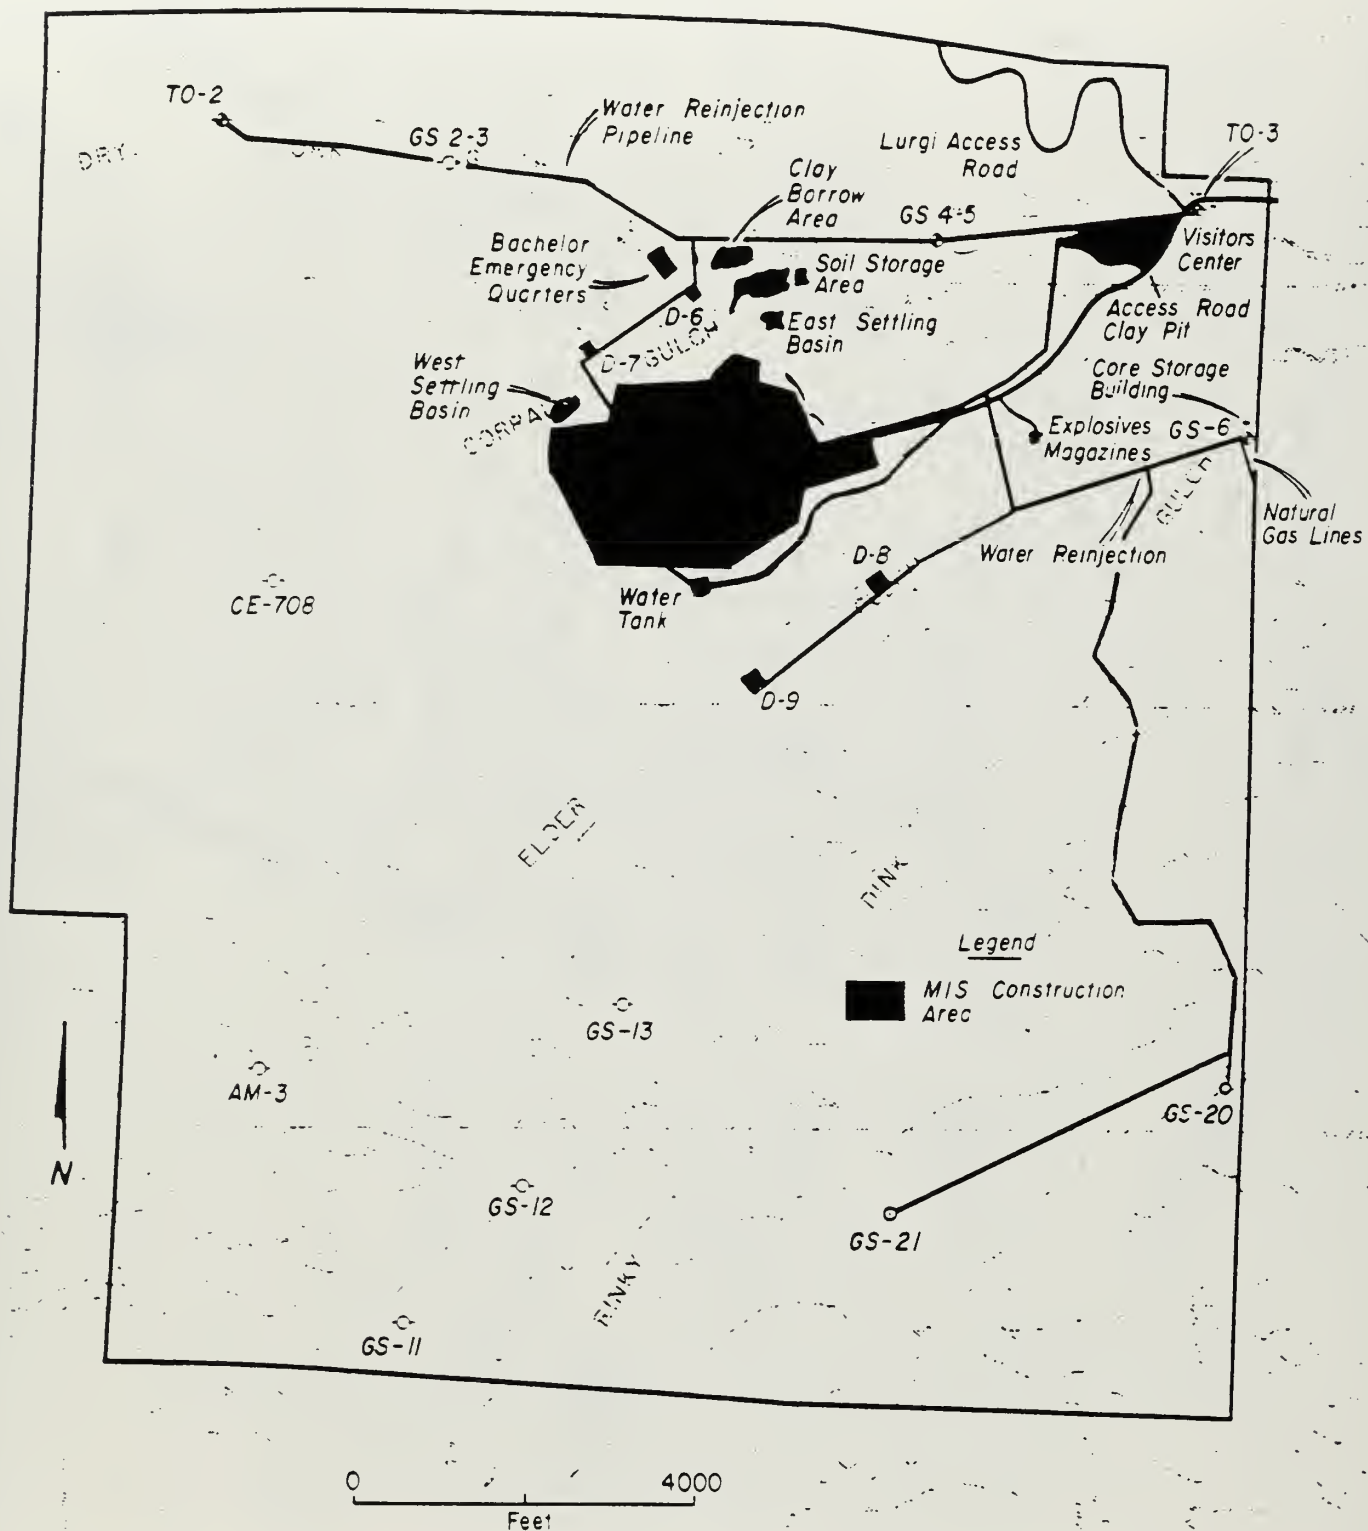 TO-2
GS 2-3
Water Reinjection
Pipeline
Lurgi Access
Road
TO-3
DRY
Clay
Borrow
Area
GS 4-5
Visitors
Center
Bachelor
Emergency
Quarters
Soil Storage
Area
D-6
East Settling
Basin
Access Road
Clay Pit
D-7
GULCH
West
Settling
Basin
CORRAL
Core Storage
Building
Explosives
Magazines
GS-6
GULCH
Natural
Gas Lines
Water Reinjection
D-8
CE-708
Water
Tank
D-9
ELDER
Legend
MIS Construction
Area
GS-13
AM-3
GS-20
N
GS-12
GS-21
GS-11
0 4000
Feet